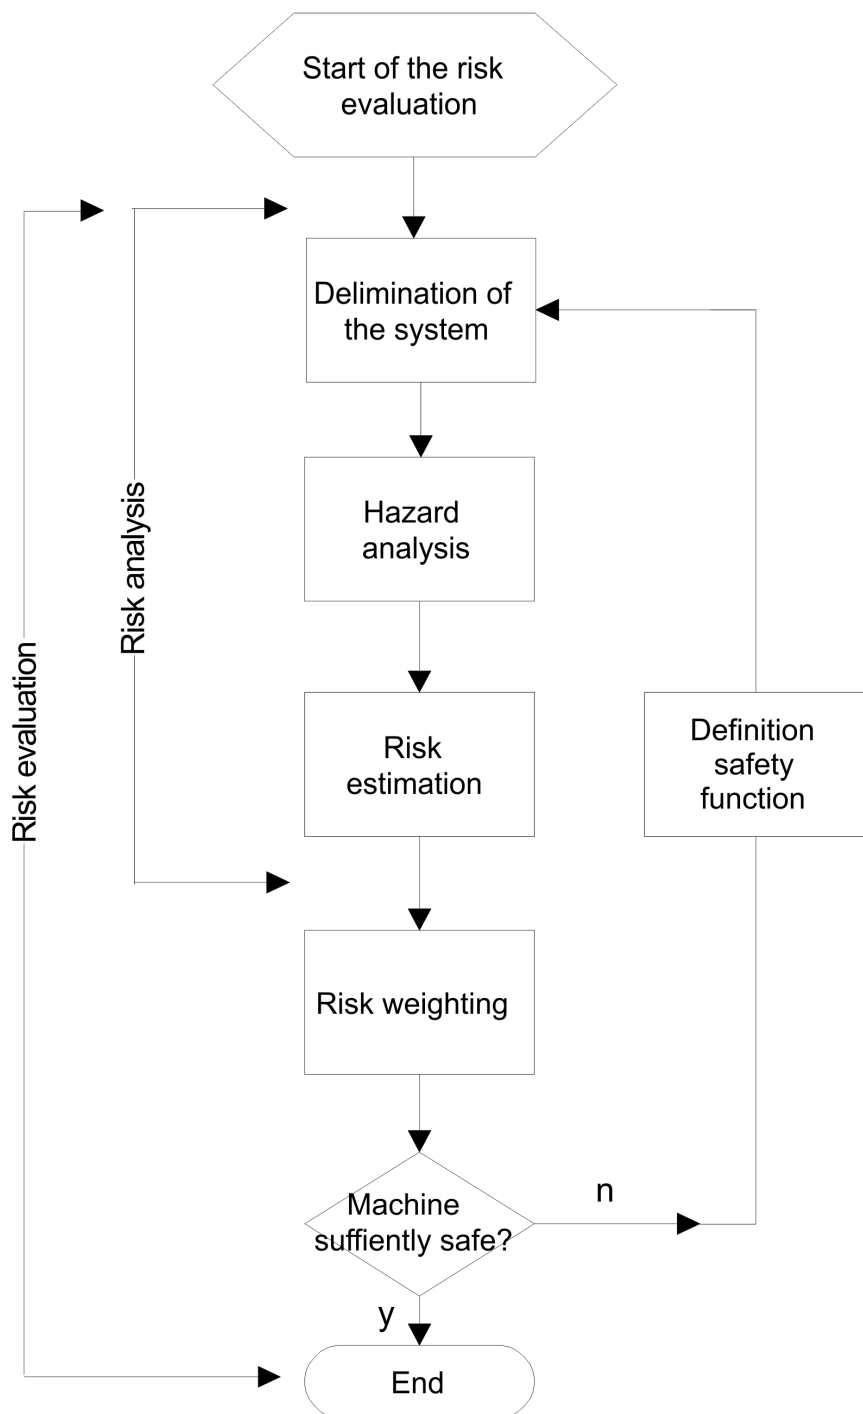 Start of the risk
evaluation
Delimination of
the system
Hazard
analysis
Risk
estimation
Definition
safety
function
Risk weighting
Machine
suffiently safe?
n
y
End
Risk analysis
Risk evaluation